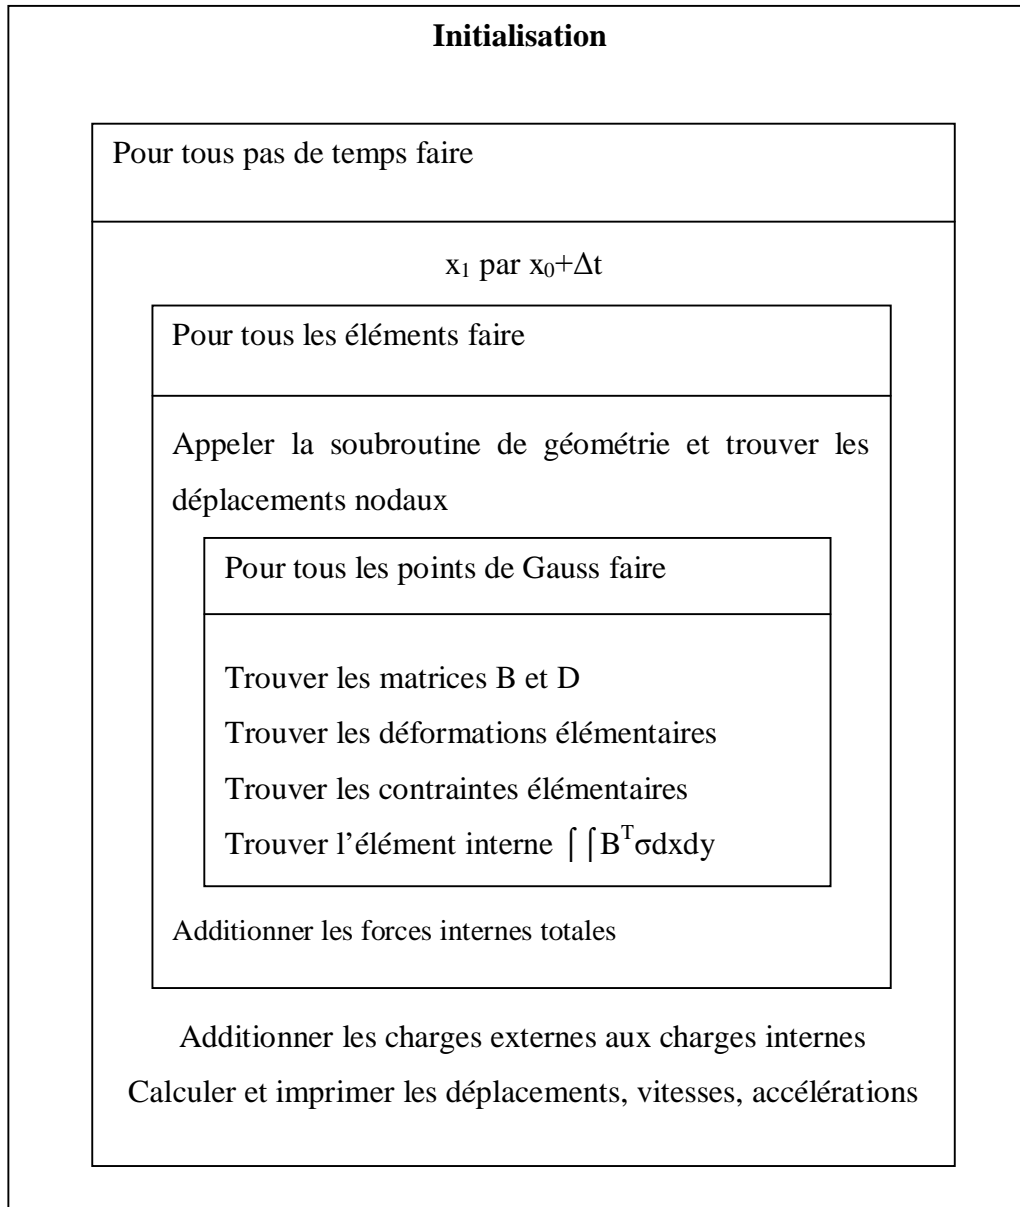 Initialisation
Pour tous pas de temps faire
x₁ par x₀+Δt
Pour tous les éléments faire
Appeler la soubroutine de géométrie et trouver les
déplacements nodaux
Pour tous les points de Gauss faire
Trouver les matrices B et D
Trouver les déformations élémentaires
Trouver les contraintes élémentaires
Trouver l’élément interne ∫ ∫ Bᵀσdxdy
Additionner les forces internes totales
Additionner les charges externes aux charges internes
Calculer et imprimer les déplacements, vitesses, accélérations